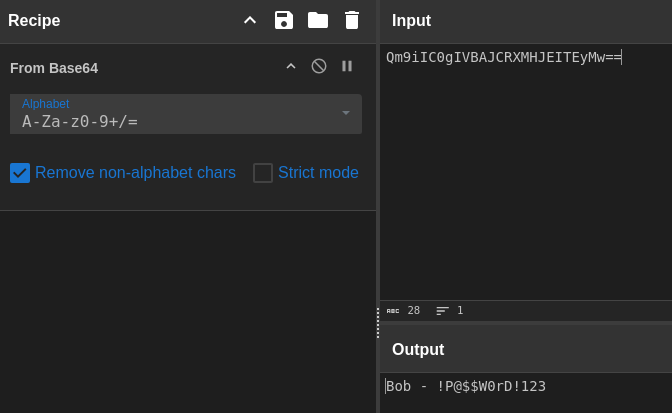 Recipe
From Base64
Alphabet
A-Za-z0-9+/=
Remove non-alphabet chars
Strict mode
Input
Qm9iIC0gIVBAJCRXMHJEITEyMw==
RBC 28 1
Output
Bob - !P@$$W0rD!123